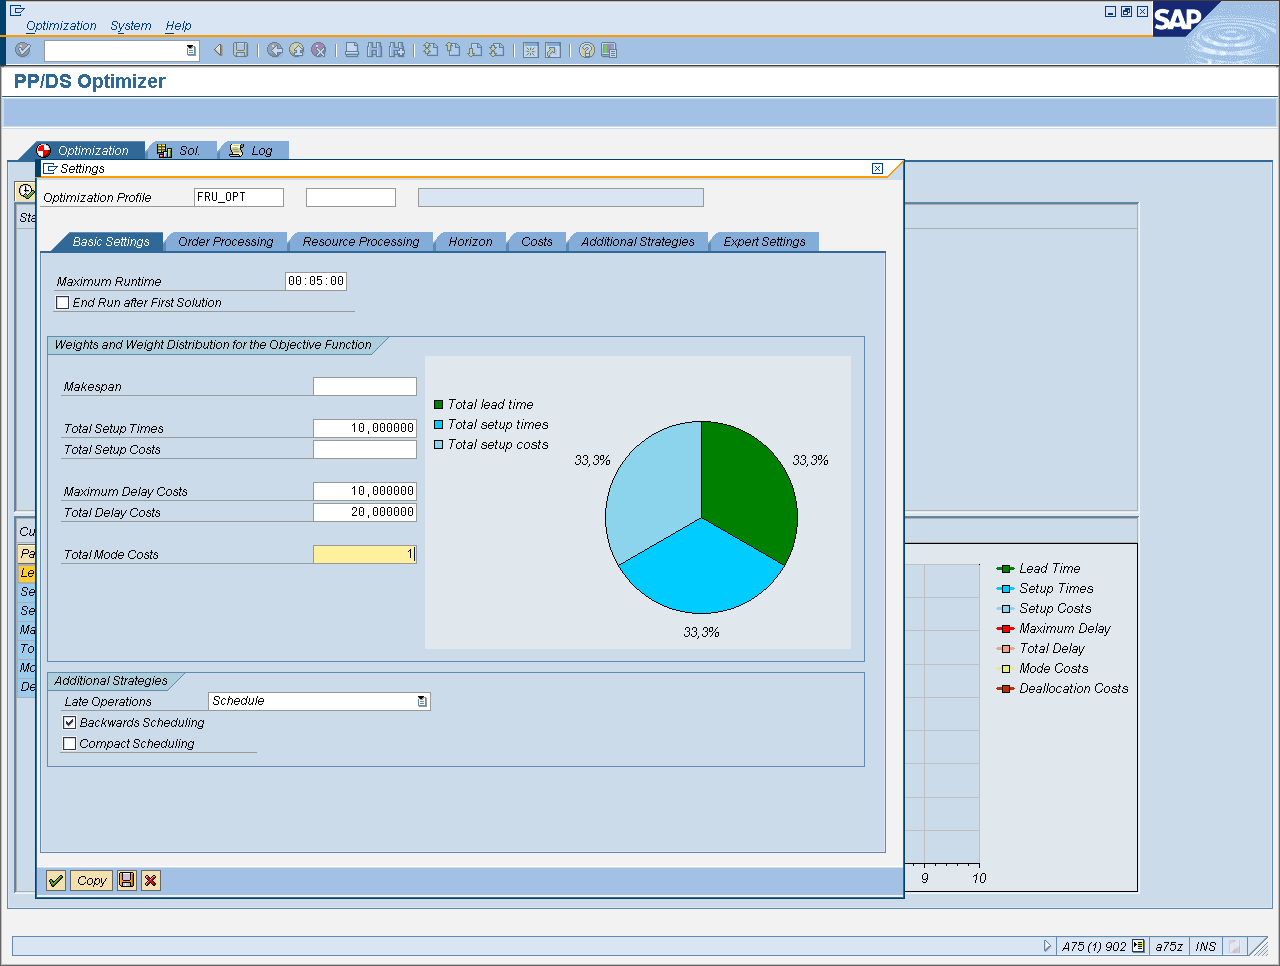 Optimization System Help
SAP
PP/DS Optimizer
Optimization Sol. Log
Settings
Optimization Profile FRU_OPT
Sta
Basic Settings Order Processing Resource Processing Horizon Costs Additional Strategies Expert Settings
Maximum Runtime 00:05:00
End Run after First Solution
Weights and Weight Distribution for the Objective Function
Makespan
Total Setup Times 10,000000
Total Setup Costs
Maximum Delay Costs 10,000000
Total Delay Costs 20,000000
Total Mode Costs 1
Total lead time
Total setup times
Total setup costs
33,3%
33,3%
33,3%
Additional Strategies
Late Operations Schedule
Backwards Scheduling
Compact Scheduling
Copy
Cu
Pa
Le
Se
Se
Ma
To
Mo
De
Lead Time
Setup Times
Setup Costs
Maximum Delay
Total Delay
Mode Costs
Deallocation Costs
9 10
A75 (1) 902 a75z INS